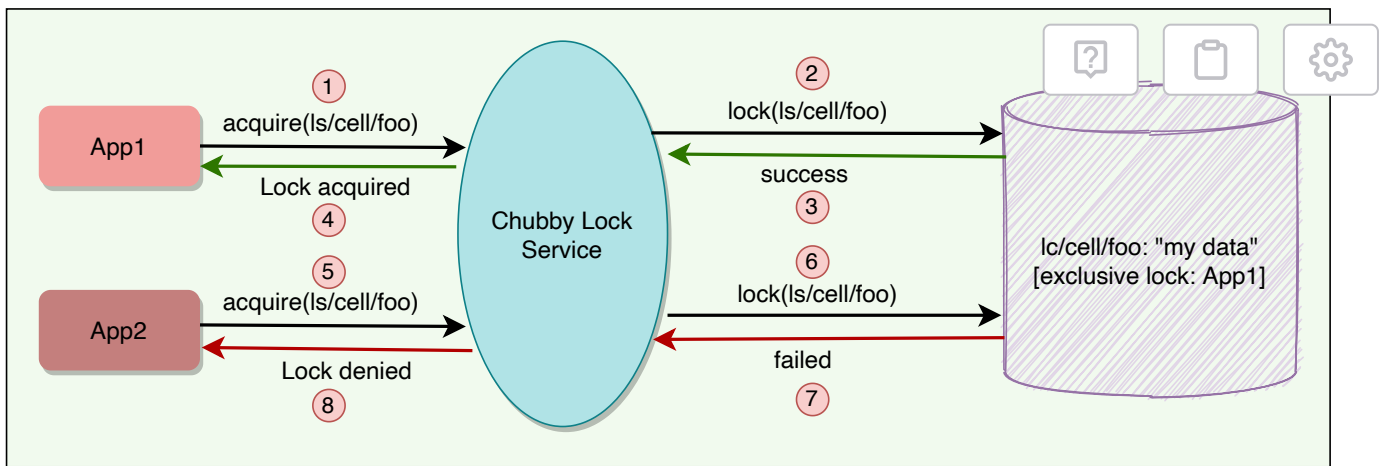 1
acquire(ls/cell/foo)
App1
Lock acquired
4
5
acquire(ls/cell/foo)
App2
Lock denied
8
Chubby Lock
Service
2
lock(ls/cell/foo)
success
3
6
lock(ls/cell/foo)
failed
7
?
lc/cell/foo: "my data"
[exclusive lock: App1]